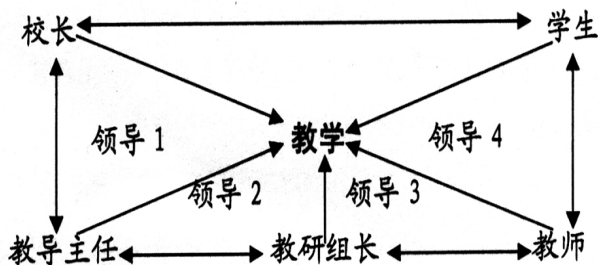 校长 学生
领导 1 教学 领导 4
领导 2 领导 3
教导主任 教研组长 教师